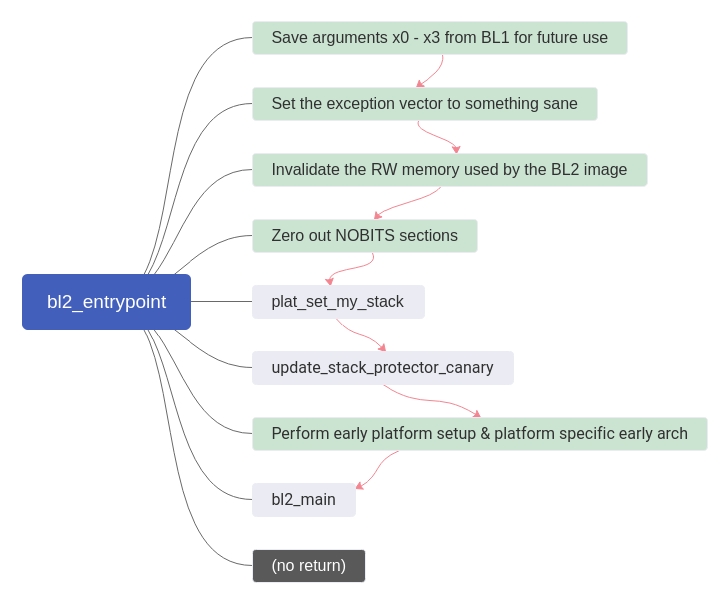 Save arguments x0 - x3 from BL1 for future use
Set the exception vector to something sane
Invalidate the RW memory used by the BL2 image
Zero out NOBITS sections
bl2_entrypoint
plat_set_my_stack
update_stack_protector_canary
Perform early platform setup & platform specific early arch
bl2_main
(no return)